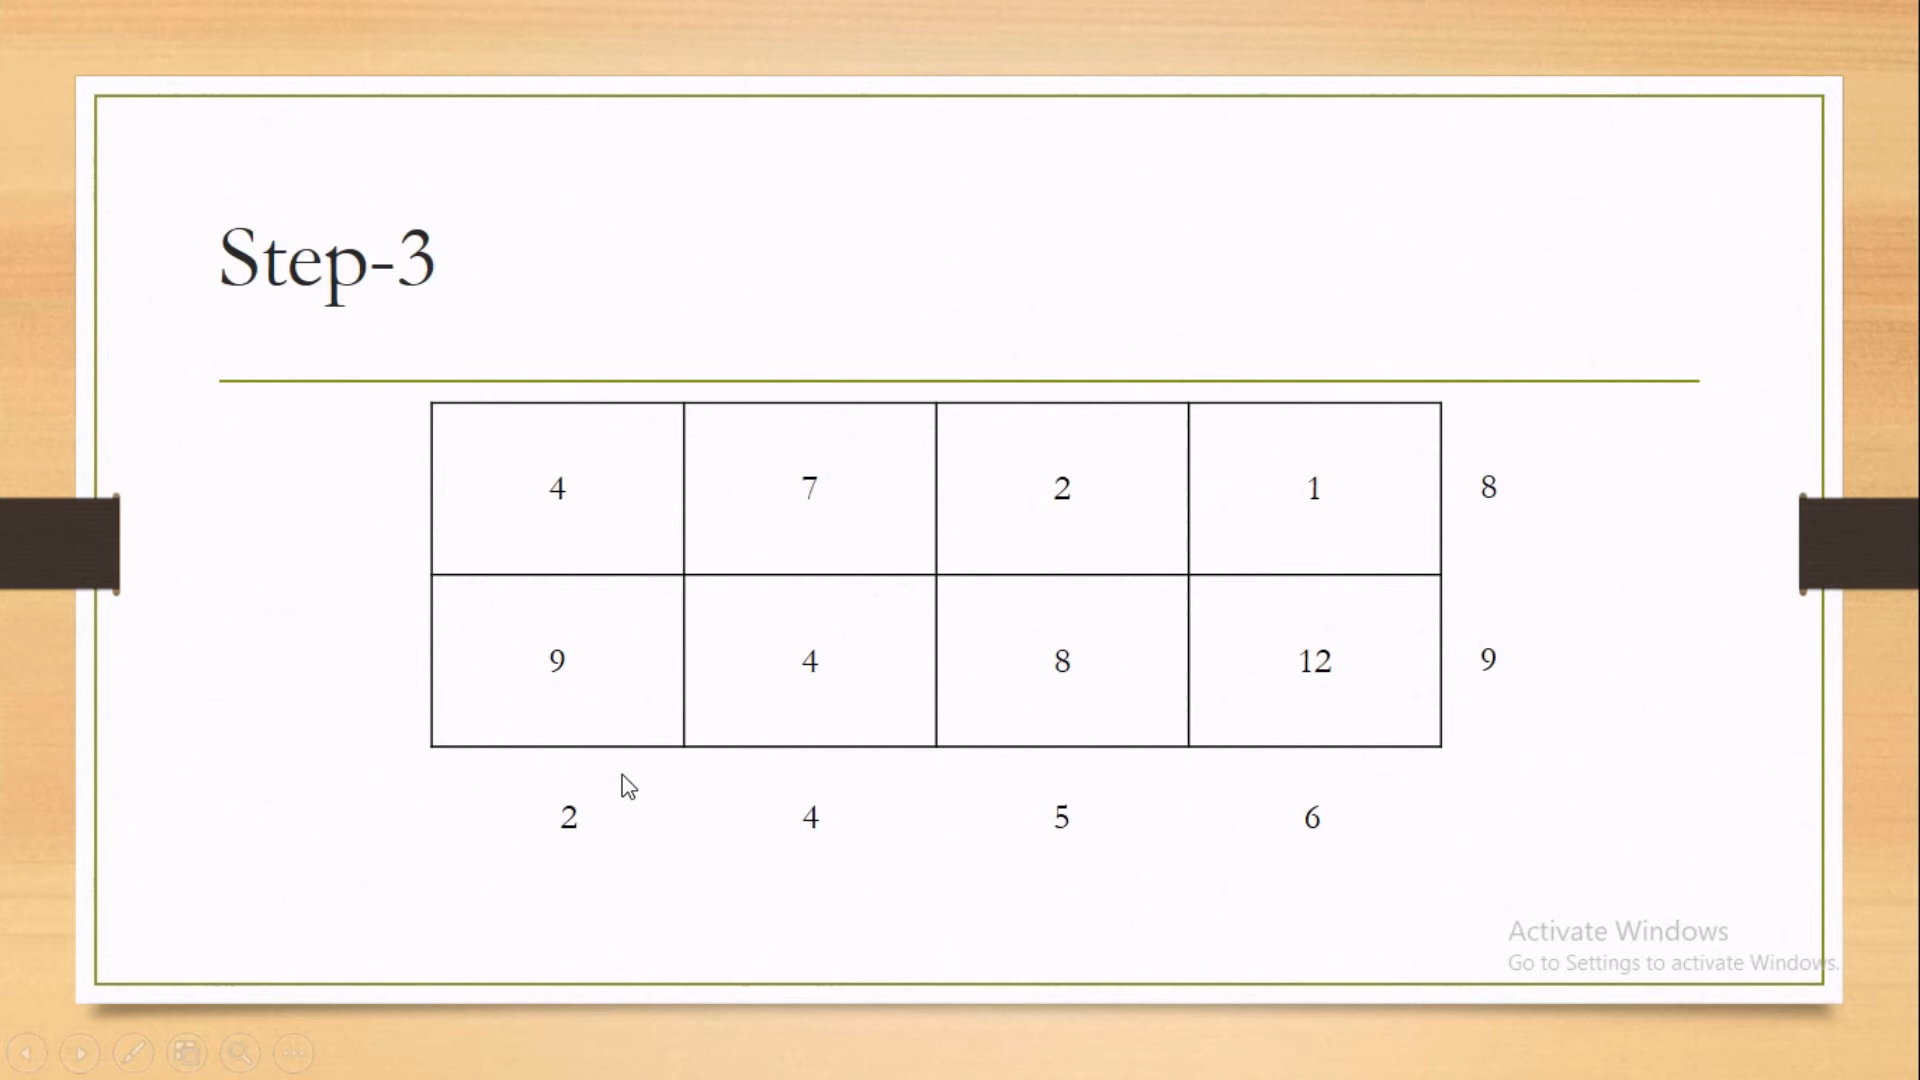 Step-3
4 7 2 1 8
9 4 8 12 9
2 4 5 6
Activate Windows
Go to Settings to activate Windows.